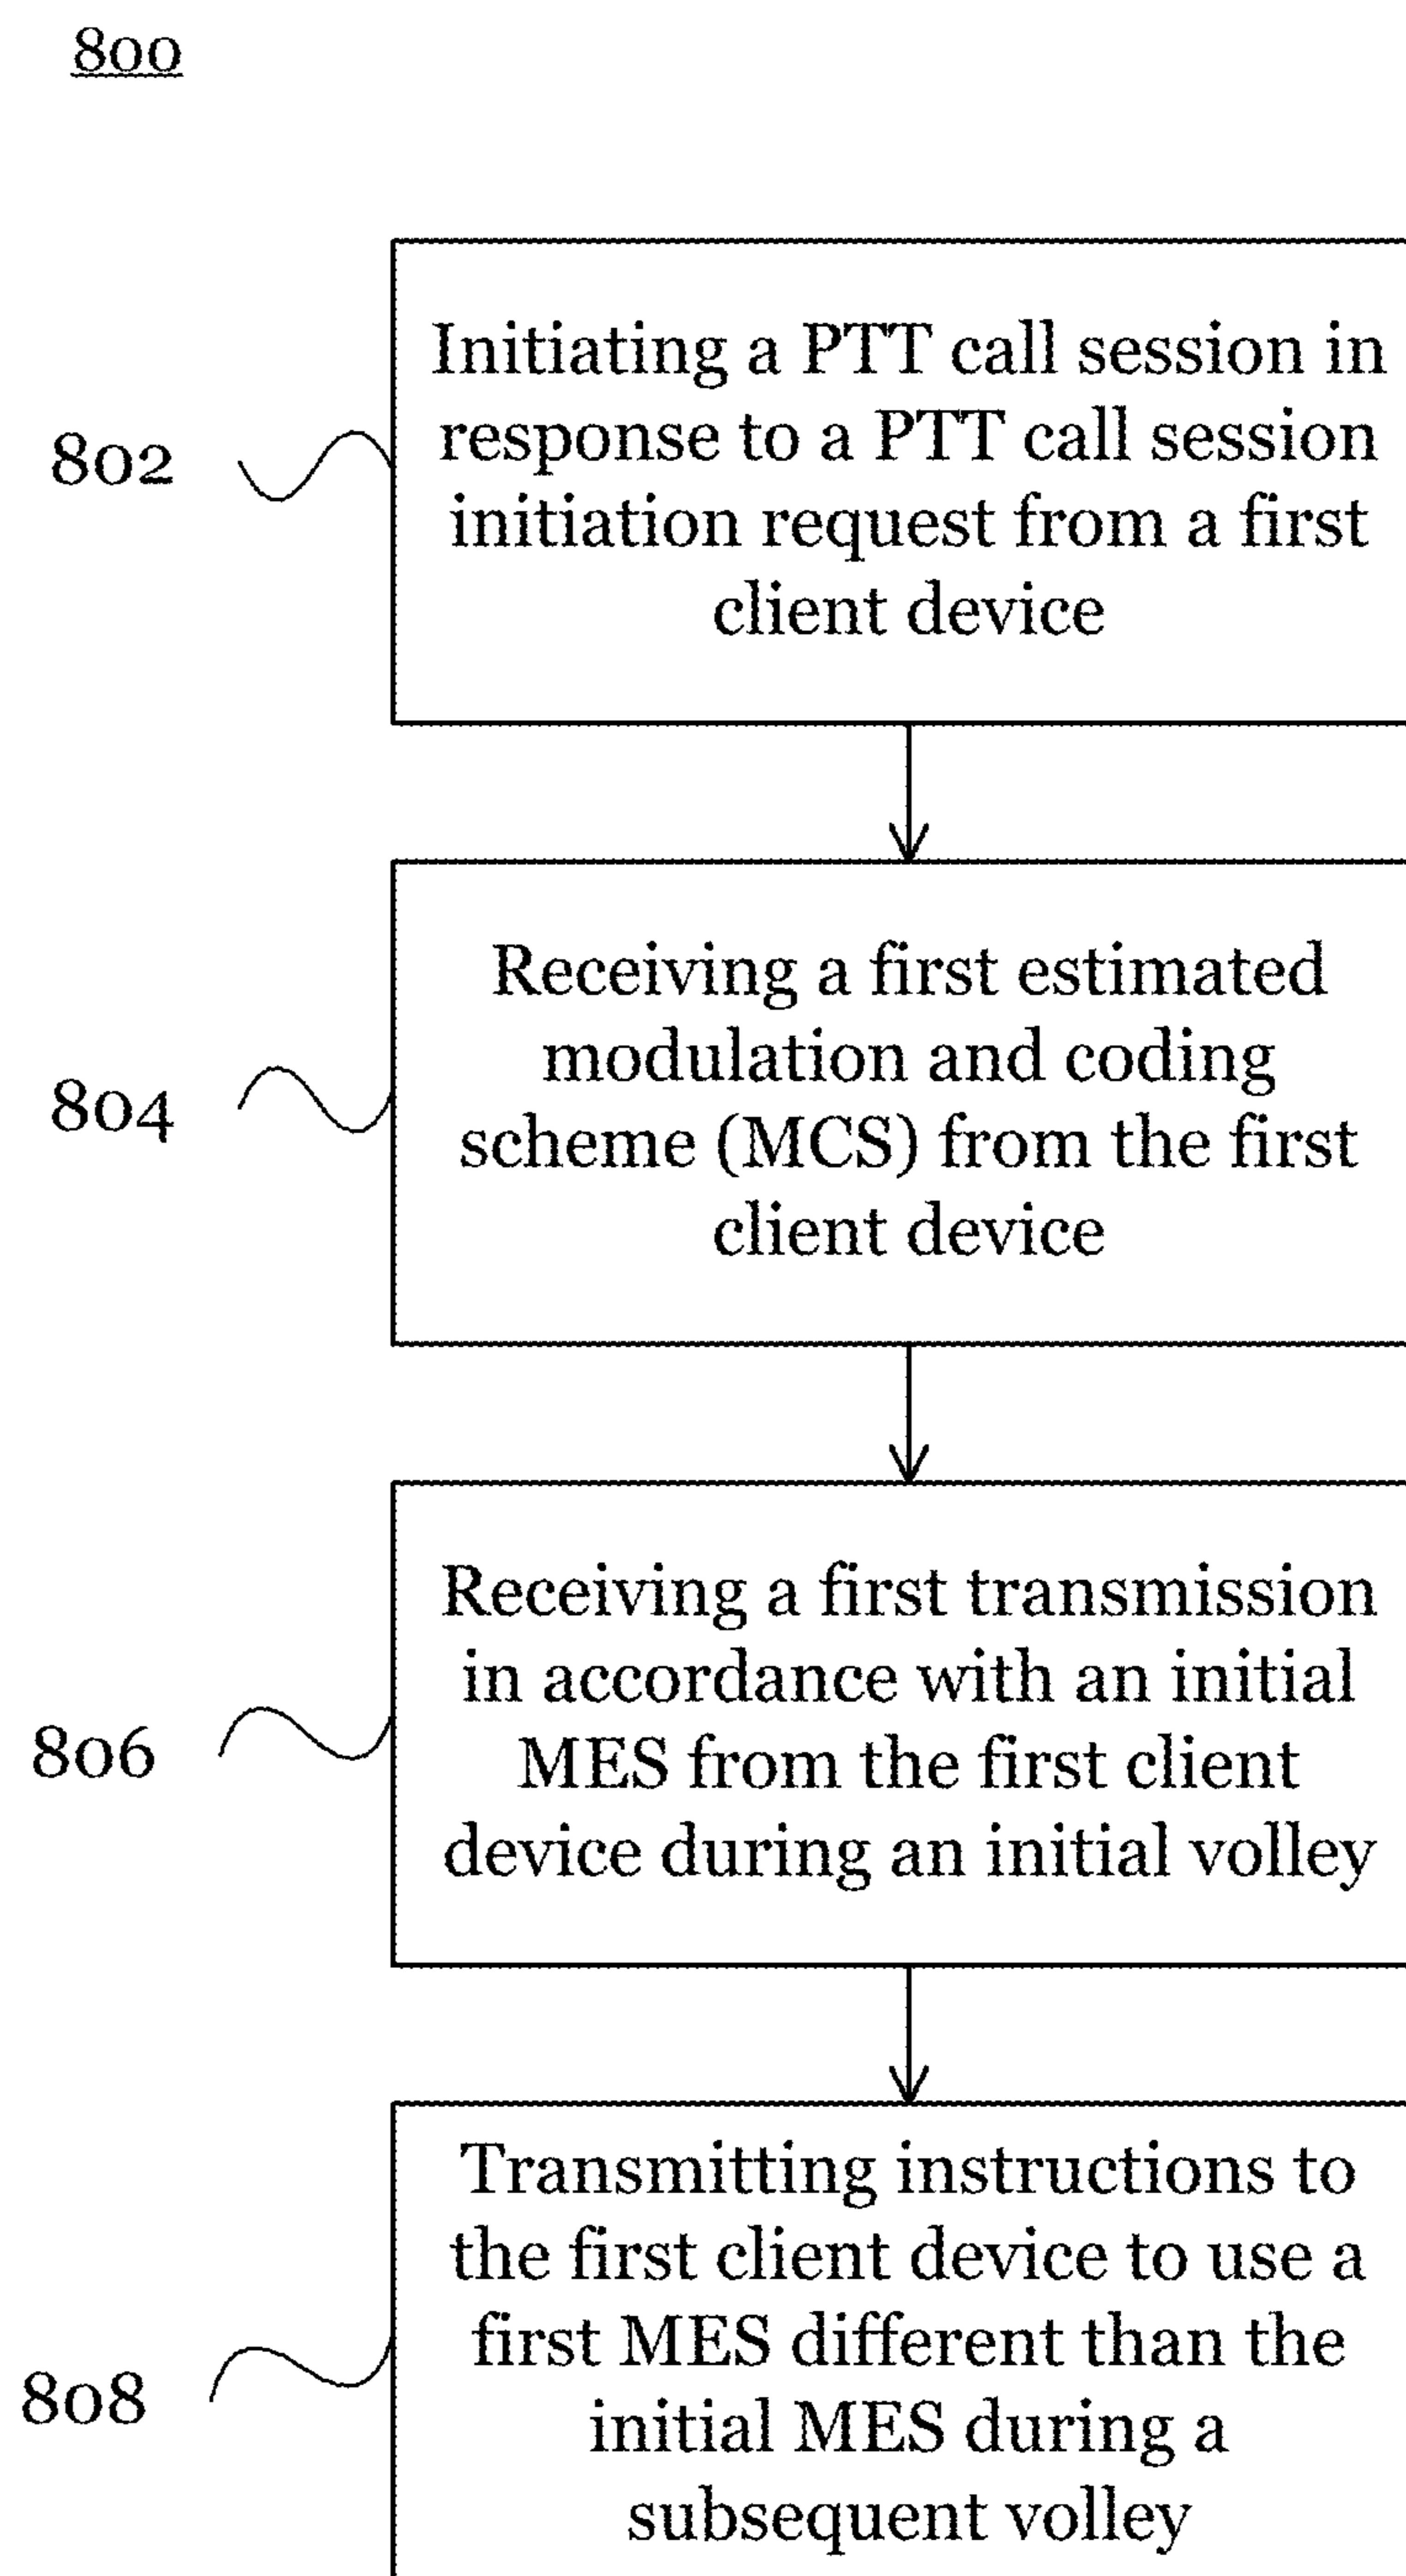 800
Initiating a PTT call session in
response to a PTT call session
initiation request from a first
client device
802
Receiving a first estimated
modulation and coding
scheme (MCS) from the first
client device
804
Receiving a first transmission
in accordance with an initial
MES from the first client
device during an initial volley
806
Transmitting instructions to
the first client device to use a
first MES different than the
initial MES during a
subsequent volley
808